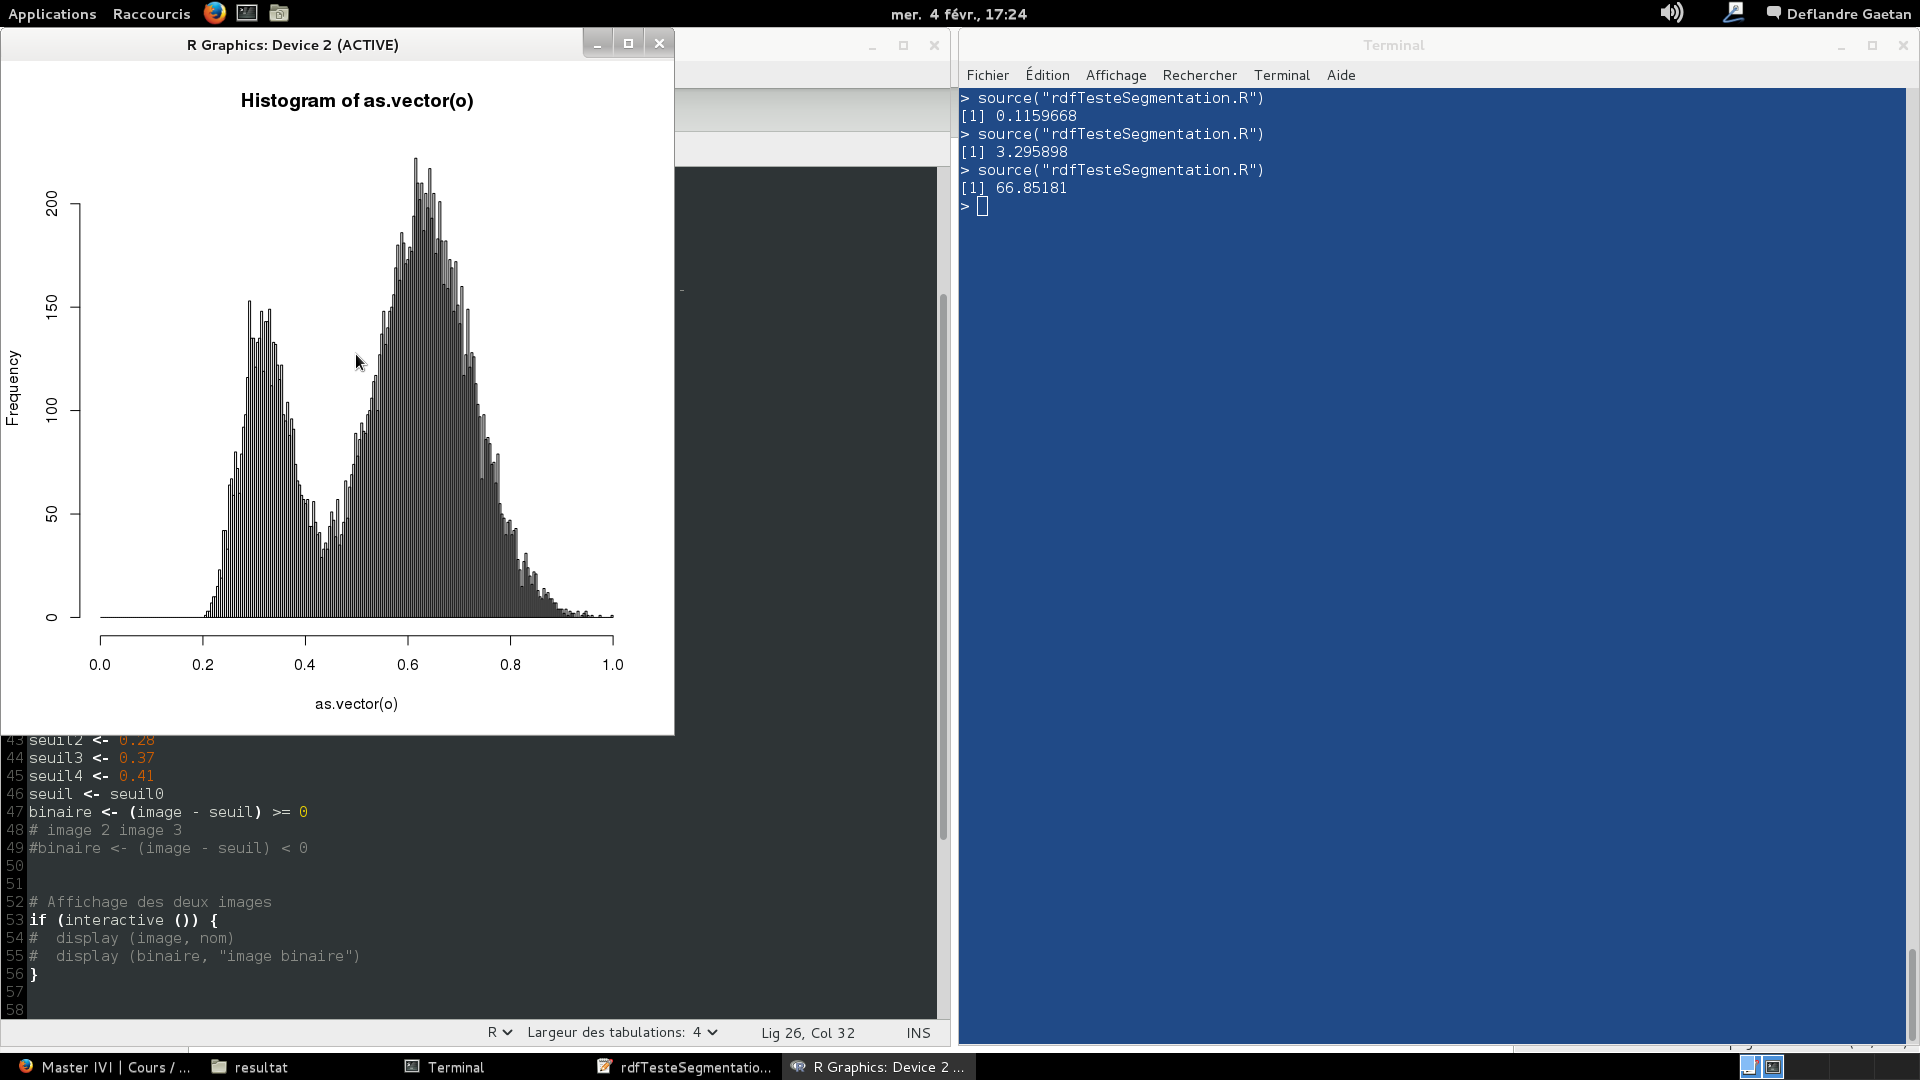 Applications Raccourcis mer. 4 févr., 17:24 Deflandre Gaetan
R Graphics: Device 2 (ACTIVE)
Histogram of as.vector(o)
Frequency
200
150
100
50
0
0.0 0.2 0.4 0.6 0.8 1.0
as.vector(o)
43 seuil2 <- 0.28
44 seuil3 <- 0.37
45 seuil4 <- 0.41
46 seuil <- seuil0
47 binaire <- (image - seuil) >= 0
48 # image 2 image 3
49 #binaire <- (image - seuil) < 0
50
51
52 # Affichage des deux images
53 if (interactive ()) {
54 #  display (image, nom)
55 #  display (binaire, "image binaire")
56 }
57
58
R Largeur des tabulations: 4 Lig 26, Col 32 INS
Terminal
Fichier Édition Affichage Rechercher Terminal Aide
> source("rdfTesteSegmentation.R")
[1] 0.1159668
> source("rdfTesteSegmentation.R")
[1] 3.295898
> source("rdfTesteSegmentation.R")
[1] 66.85181
>
Master IVI | Cours / ... resultat Terminal rdfTesteSegmentatio... R Graphics: Device 2 ...